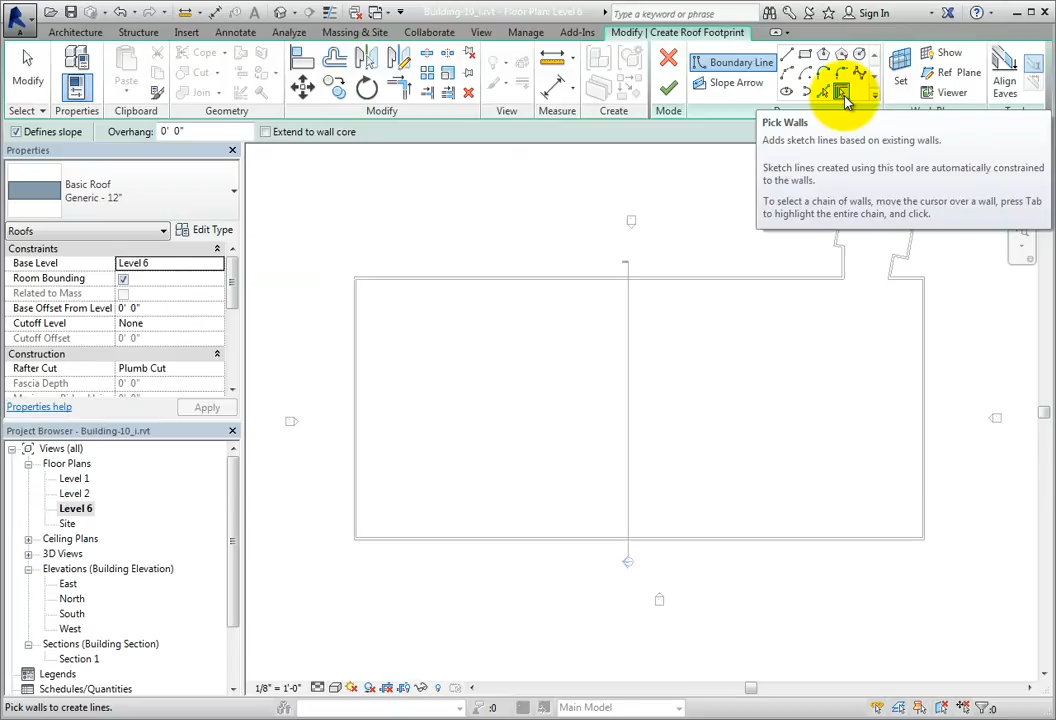 Building-10_i.rvt - Floor Plan: Level 6
Type a keyword or phrase
Sign In
Architecture Structure Insert Annotate Analyze Massing & Site Collaborate View Manage Add-Ins Modify | Create Roof Footprint
Modify
Paste
Cope
Cut
Join
Boundary Line
Slope Arrow
Set
Show
Ref Plane
Viewer
Align
Eaves
Select Properties Clipboard Geometry Modify View Measure Create Mode
Defines slope Overhang: 0' 0" Extend to wall core
Pick Walls
Adds sketch lines based on existing walls.
Sketch lines created using this tool are automatically constrained
to the walls.
To select a chain of walls, move the cursor over a wall, press Tab
to highlight the entire chain, and click.
Properties
Basic Roof
Generic - 12"
Roofs Edit Type
Constraints
Base Level Level 6
Room Bounding
Related to Mass
Base Offset From Level 0' 0"
Cutoff Level None
Cutoff Offset 0' 0"
Construction
Rafter Cut Plumb Cut
Fascia Depth 0' 0"
Properties help Apply
Project Browser - Building-10_i.rvt
Views (all)
Floor Plans
Level 1
Level 2
Level 6
Site
Ceiling Plans
3D Views
Elevations (Building Elevation)
East
North
South
West
Sections (Building Section)
Section 1
Legends
Schedules/Quantities
1/8" = 1'-0"
Pick walls to create lines. :0 Main Model :0